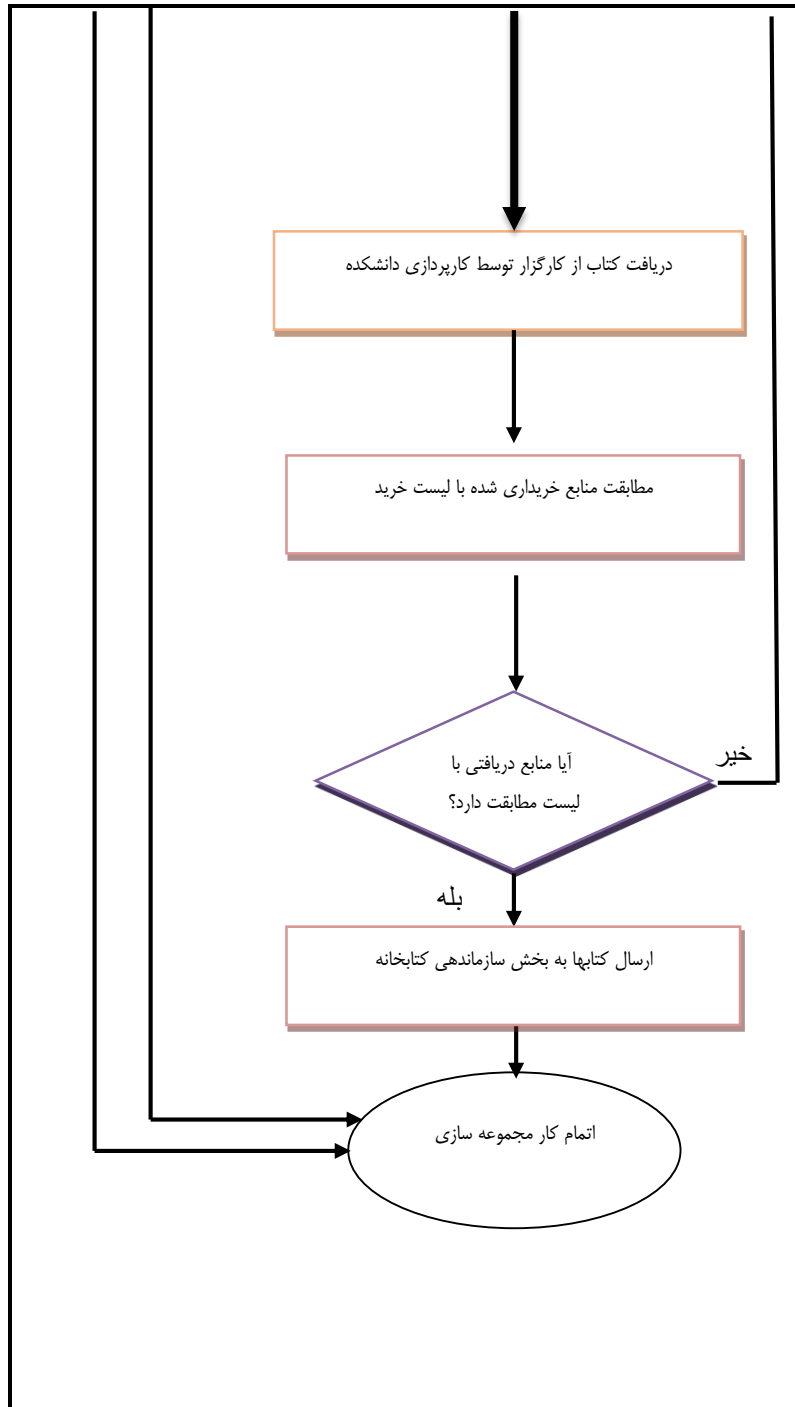 دریافت کتاب از کارگزار توسط کارپردازی دانشکده
مطابقت منابع خریداری شده با لیست خرید
آیا منابع دریافتی با
لیست مطابقت دارد؟
خیر
بله
ارسال کتابها به بخش سازماندهی کتابخانه
اتمام کار مجموعه سازی